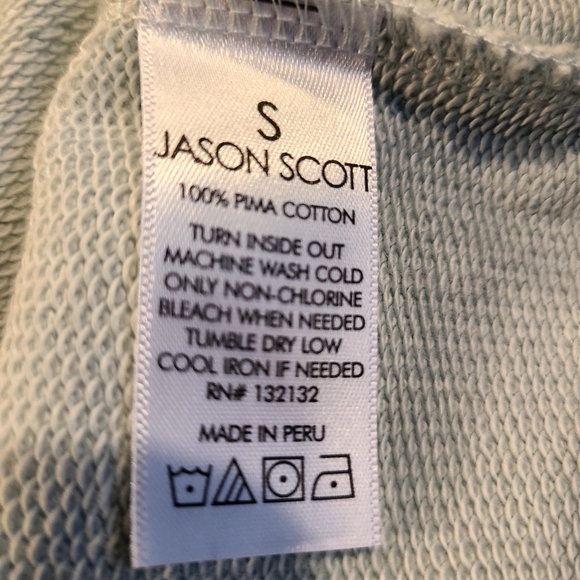 S
JASON SCOTT
100% PIMA COTTON
TURN INSIDE OUT
MACHINE WASH COLD
ONLY NON-CHLORINE
BLEACH WHEN NEEDED
TUMBLE DRY LOW
COOL IRON IF NEEDED
RN# 132132
MADE IN PERU